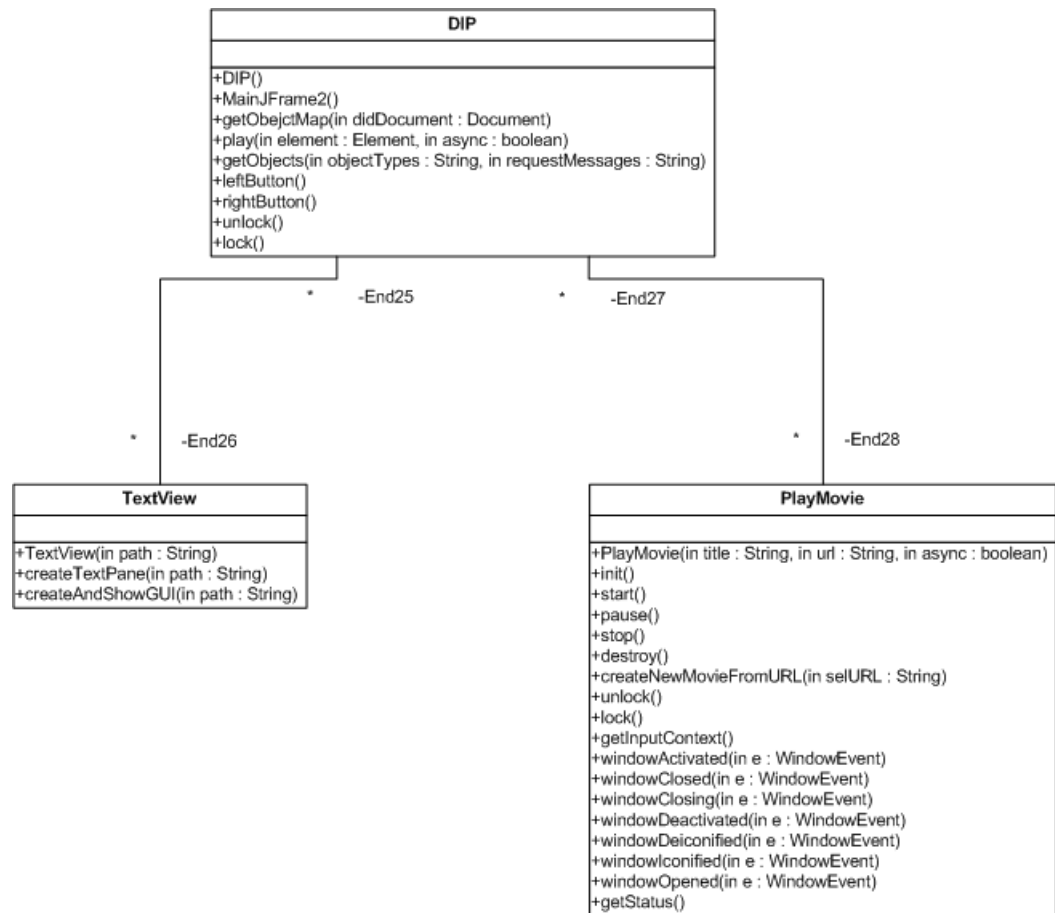 DIP
+DIP()
+MainJFrame2()
+getObejctMap(in didDocument : Document)
+play(in element : Element, in async : boolean)
+getObjects(in objectTypes : String, in requestMessages : String)
+leftButton()
+rightButton()
+unlock()
+lock()
* -End25 * -End27
* -End26 * -End28
TextView
+TextView(in path : String)
+createTextPane(in path : String)
+createAndShowGUI(in path : String)
PlayMovie
+PlayMovie(in title : String, in url : String, in async : boolean)
+init()
+start()
+pause()
+stop()
+destroy()
+createNewMovieFromURL(in selURL : String)
+unlock()
+lock()
+getInputContext()
+windowActivated(in e : WindowEvent)
+windowClosed(in e : WindowEvent)
+windowClosing(in e : WindowEvent)
+windowDeactivated(in e : WindowEvent)
+windowDeiconified(in e : WindowEvent)
+windowIconified(in e : WindowEvent)
+windowOpened(in e : WindowEvent)
+getStatus()